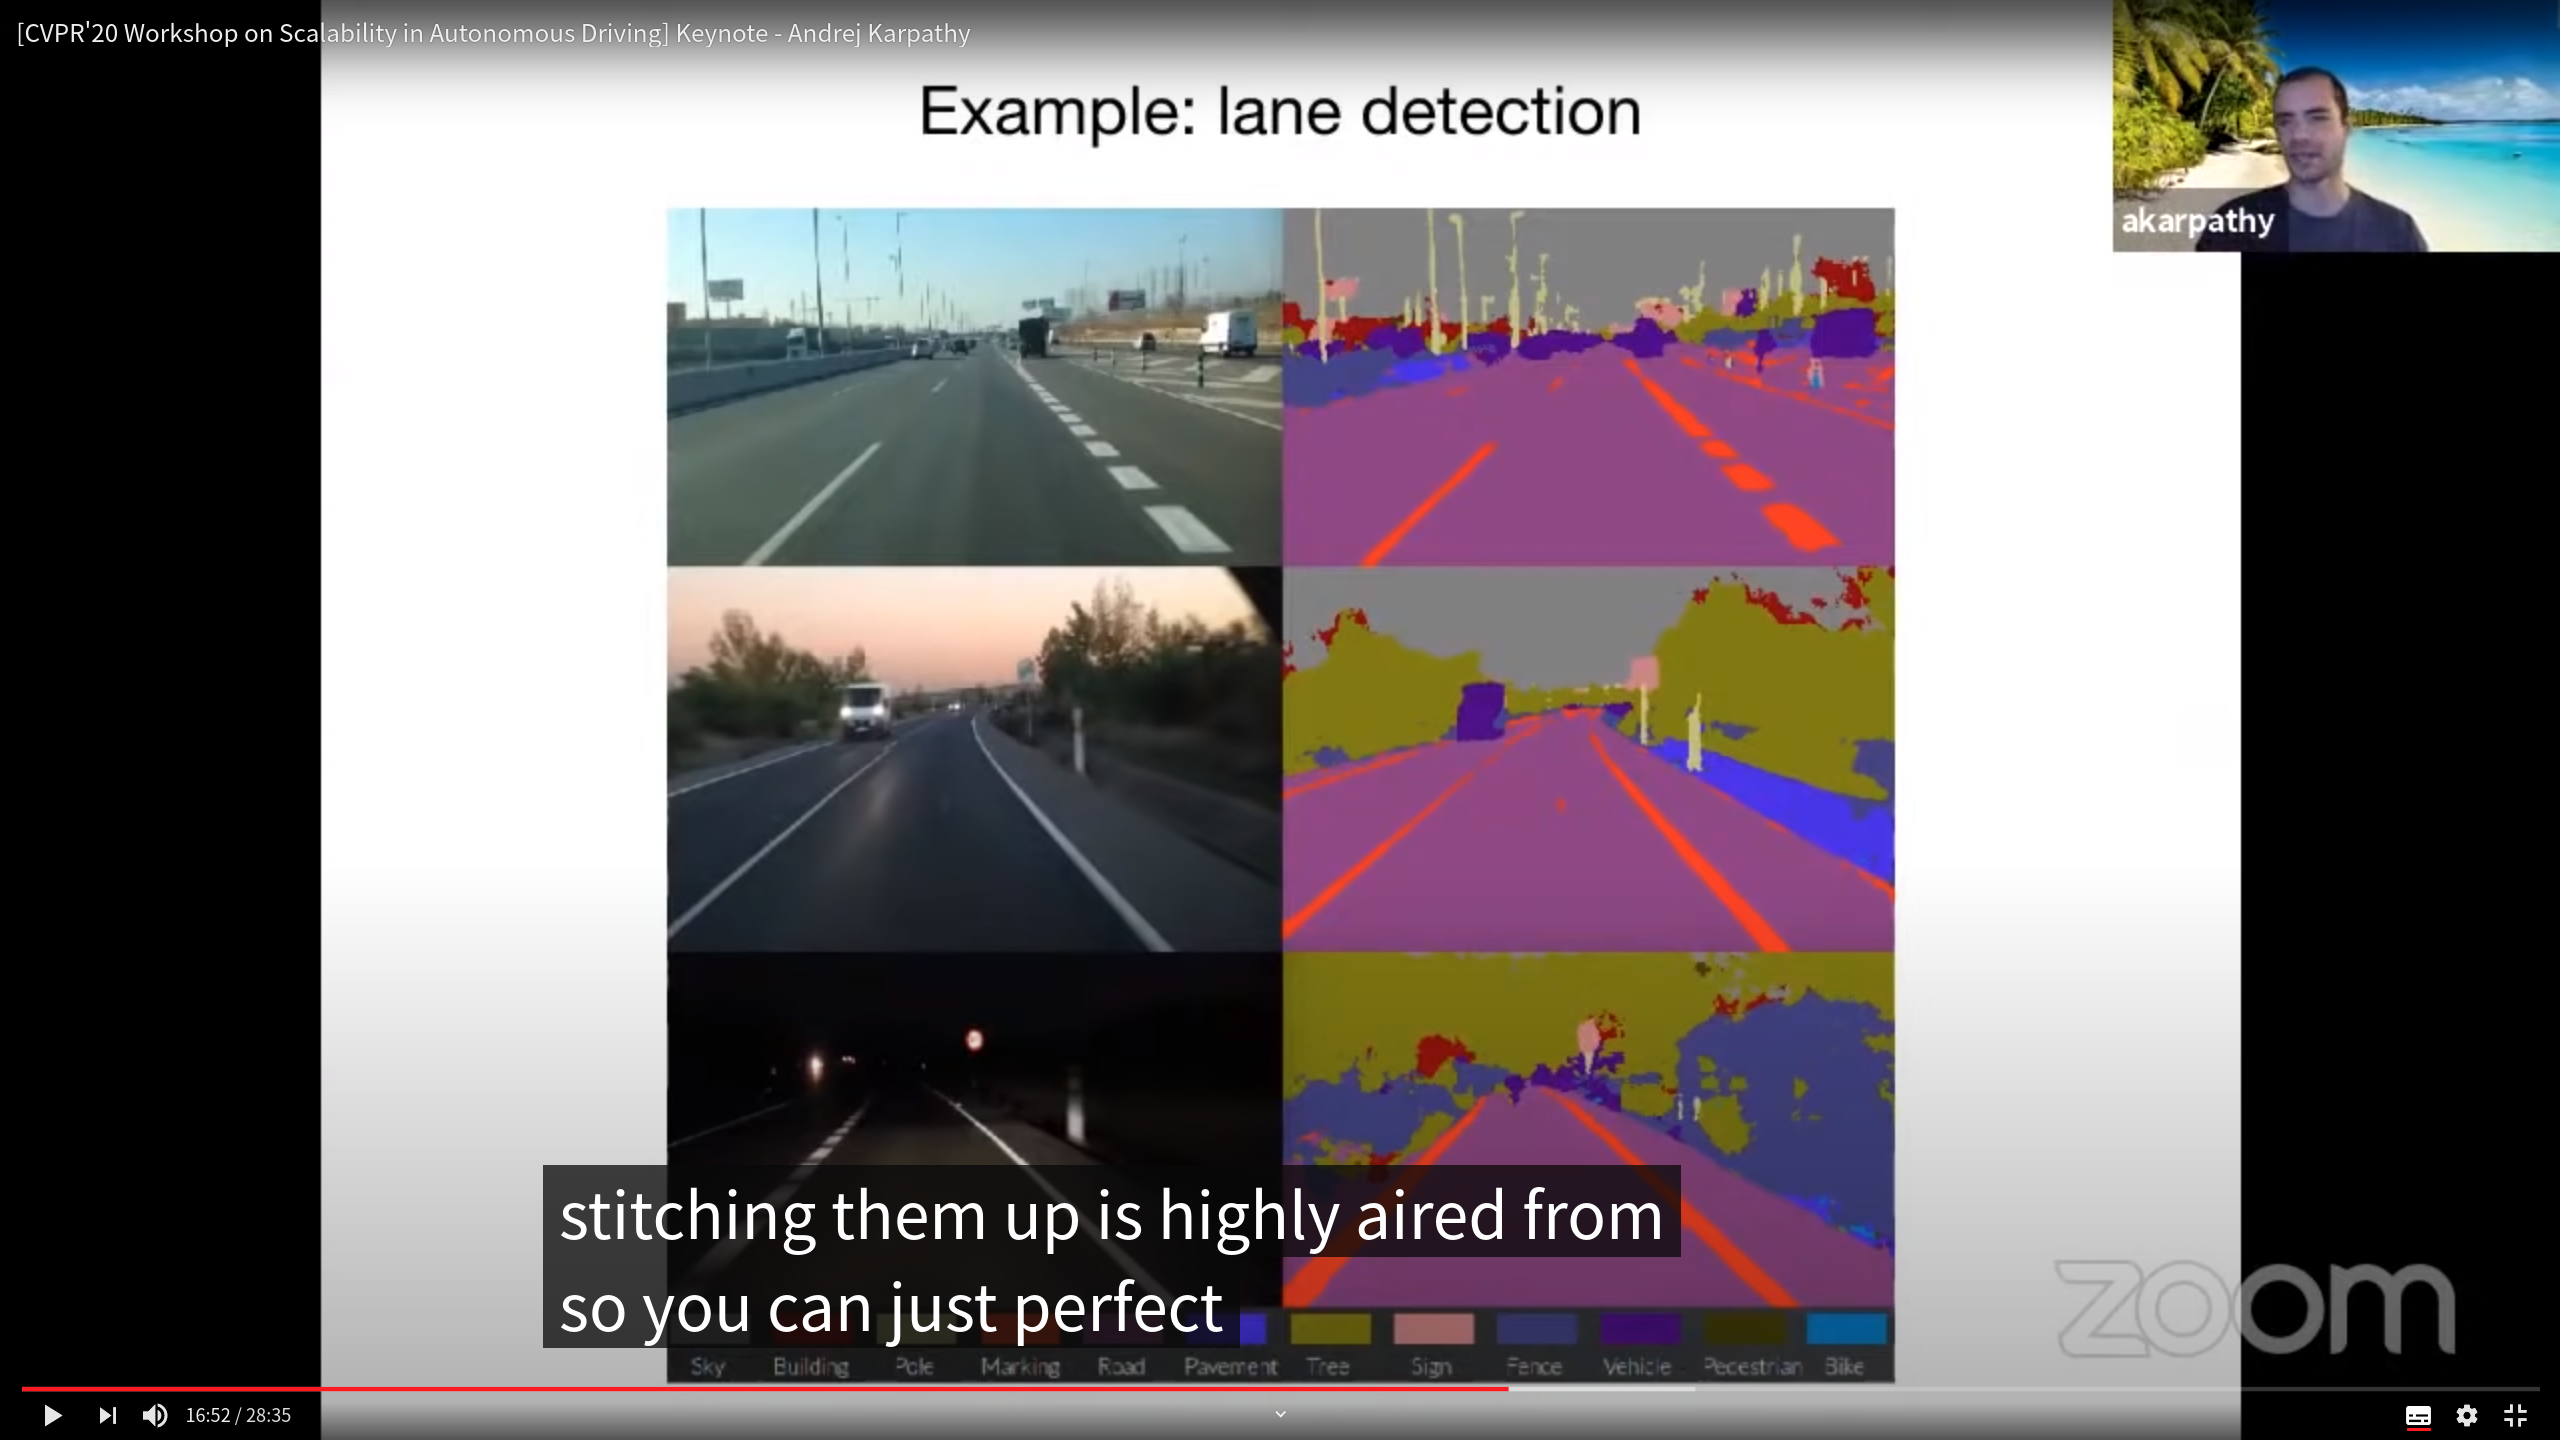 [CVPR'20 Workshop on Scalability in Autonomous Driving] Keynote - Andrej Karpathy
Example: lane detection
akarpathy
stitching them up is highly aired from
so you can just perfect
zoom
Sky Building Pole Marking Road Pavement Tree Sign Fence Vehicle Pecestrian Bike
16:52 / 28:35